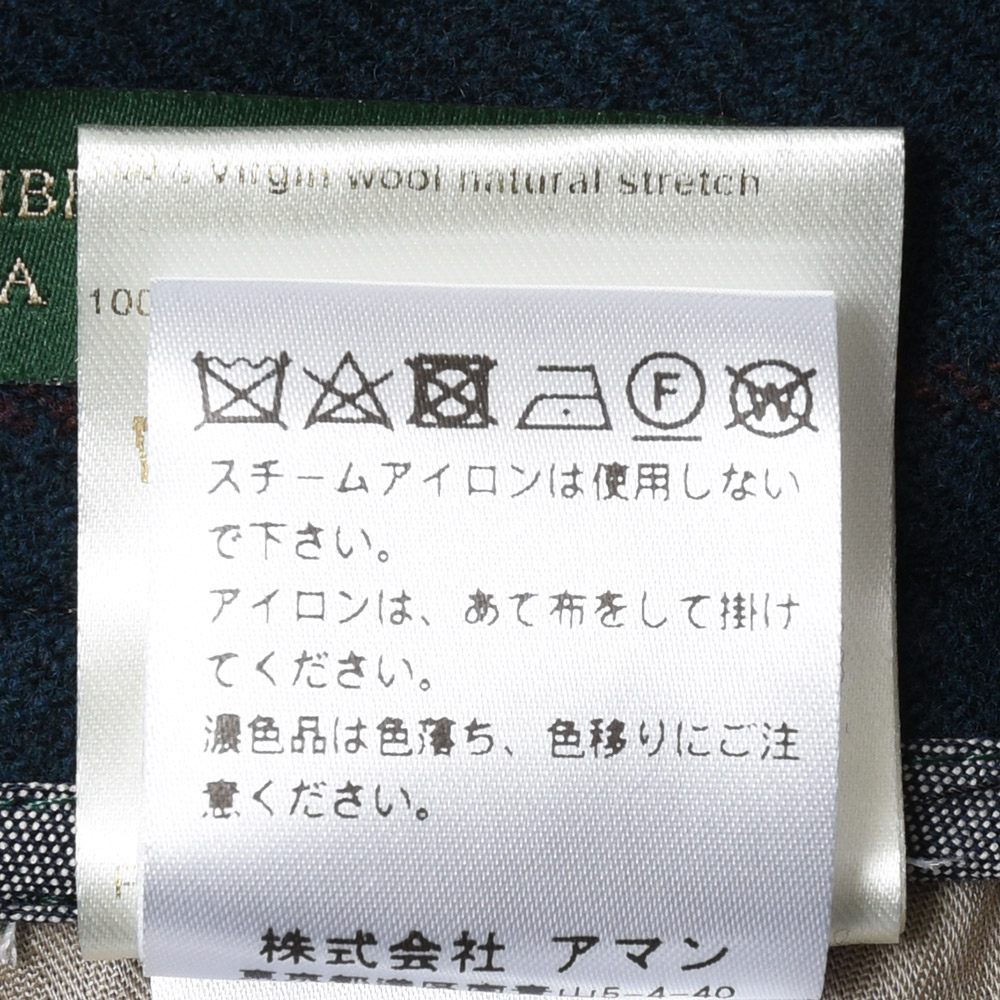 Virgin wool natural stretch
A
100
F
W
スチームアイロンは使用しない
で下さい。
アイロンは、あて布をして掛け
てください。
濃色品は色落ち、色移りにご注
意ください。
株式会社 アマン
5-4-40